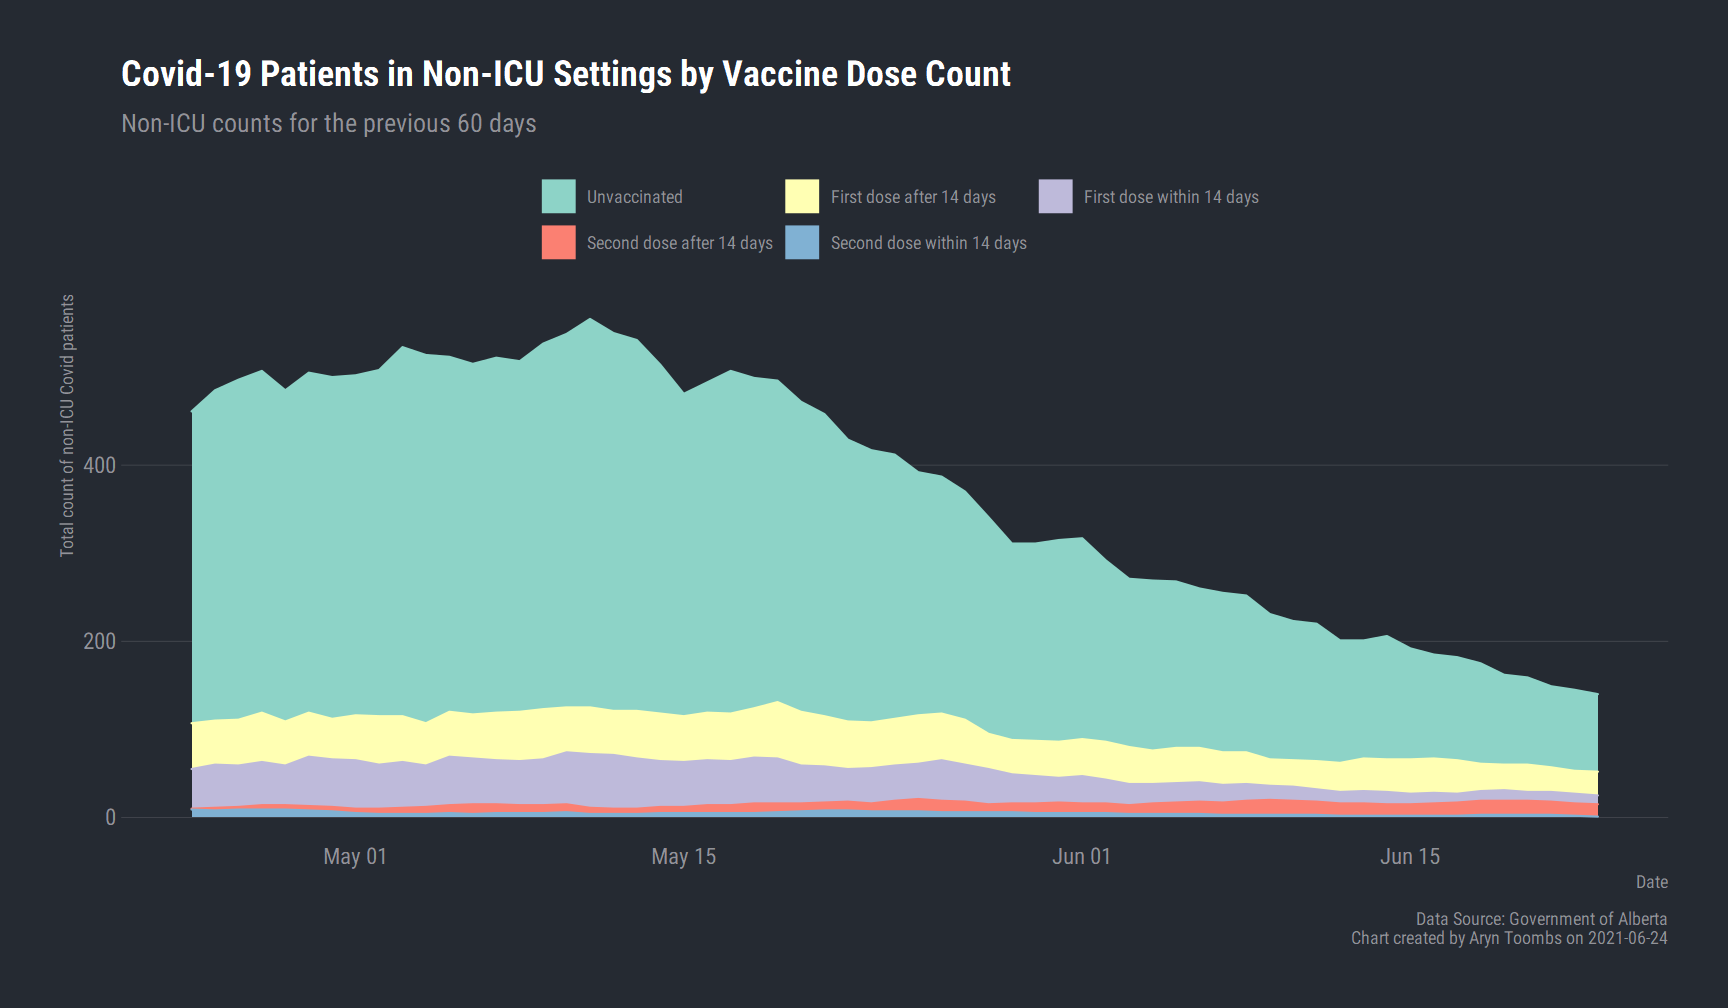 Covid-19 Patients in Non-ICU Settings by Vaccine Dose Count
Non-ICU counts for the previous 60 days
Unvaccinated
First dose after 14 days
First dose within 14 days
Second dose after 14 days
Second dose within 14 days
Total count of non-ICU Covid patients
400
200
0
May 01
May 15
Jun 01
Jun 15
Date
Data Source: Government of Alberta
Chart created by Aryn Toombs on 2021-06-24